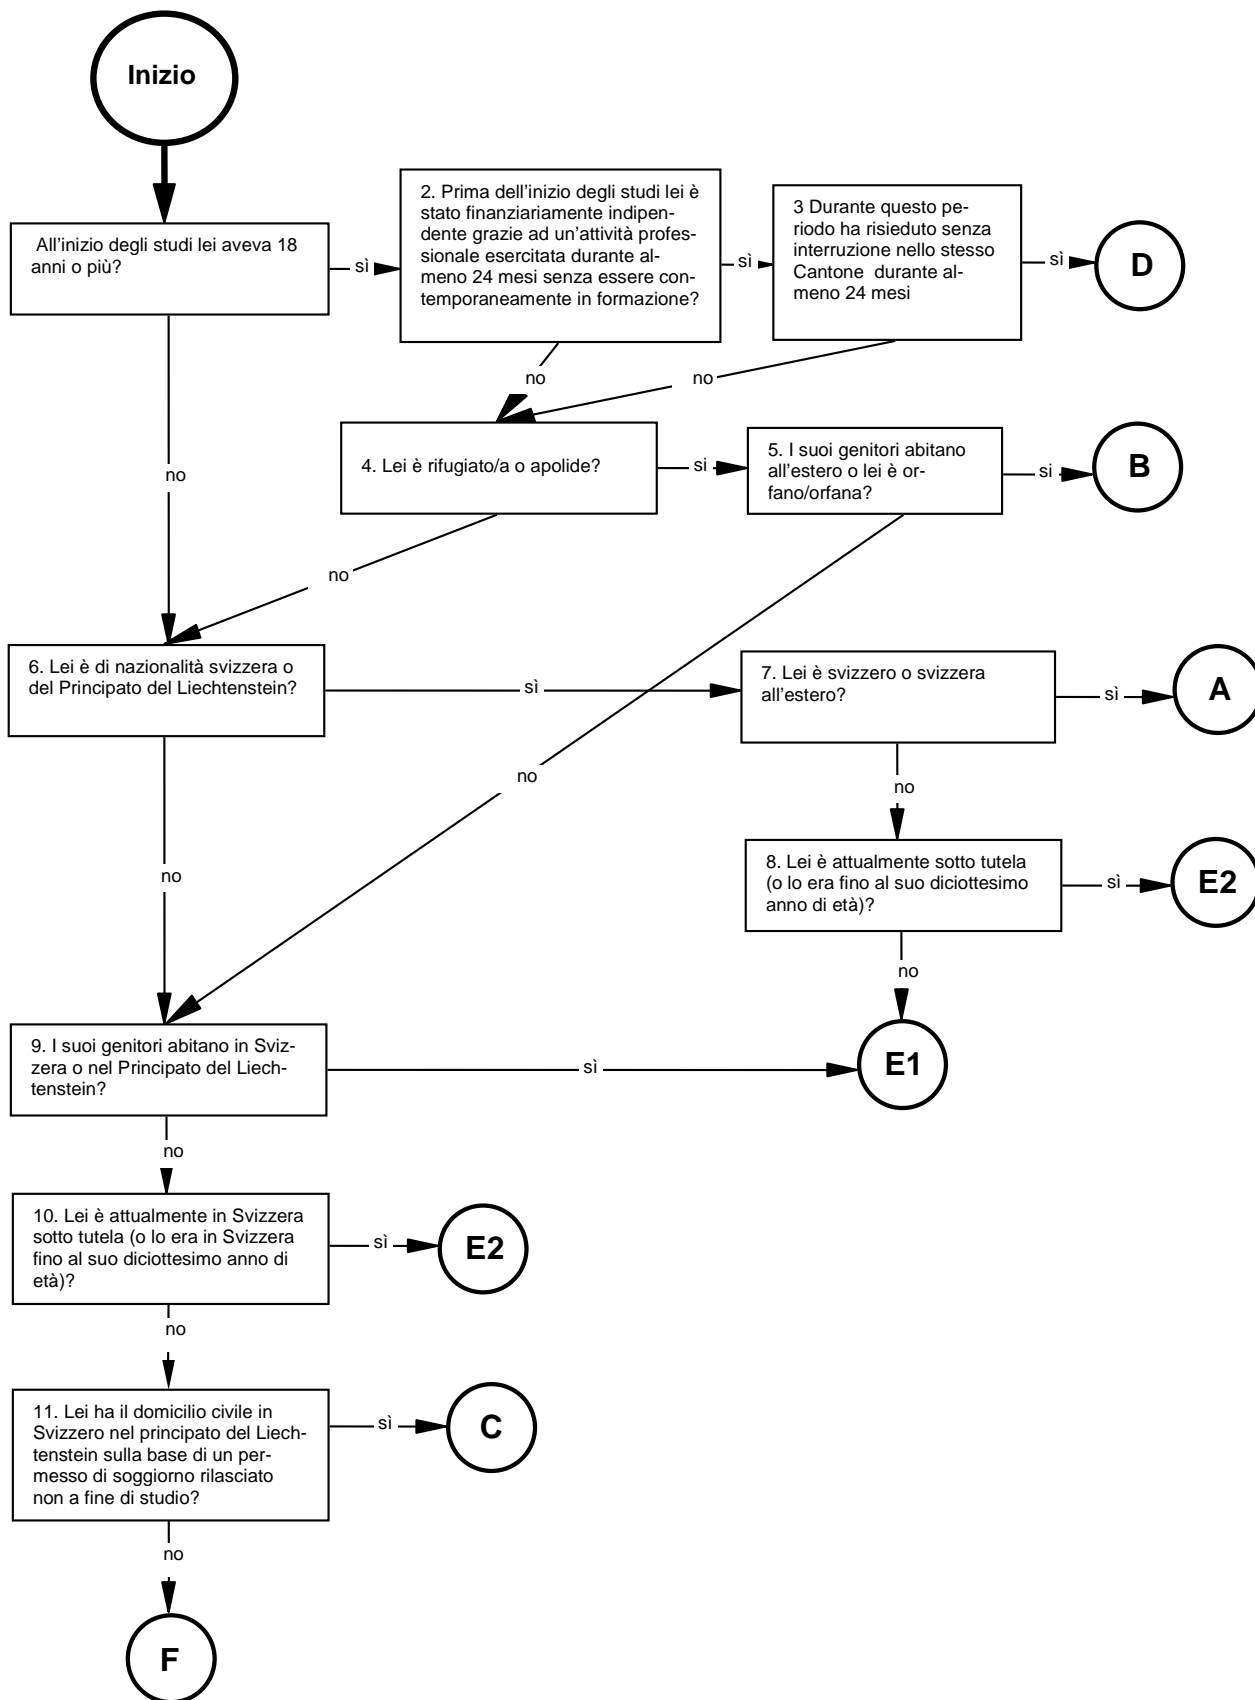 Inizio
All'inizio degli studi lei aveva 18
anni o più?
sì
2. Prima dell'inizio degli studi lei è
stato finanziariamente indipen-
dente grazie ad un'attività profes-
sionale esercitata durante al-
meno 24 mesi senza essere con-
temporaneamente in formazione?
sì
3 Durante questo pe-
riodo ha risieduto senza
interruzione nello stesso
Cantone durante al-
meno 24 mesi
sì
D
no
no
no
4. Lei è rifugiato/a o apolide?
si
5. I suoi genitori abitano
all'estero o lei è or-
fano/orfana?
si
B
no
6. Lei è di nazionalità svizzera o
del Principato del Liechtenstein?
sì
7. Lei è svizzero o svizzera
all'estero?
sì
A
no
no
no
8. Lei è attualmente sotto tutela
(o lo era fino al suo diciottesimo
anno di età)?
sì
E2
no
9. I suoi genitori abitano in Sviz-
zera o nel Principato del Liech-
tenstein?
sì
E1
no
10. Lei è attualmente in Svizzera
sotto tutela (o lo era in Svizzera
fino al suo diciottesimo anno di
età)?
sì
E2
no
11. Lei ha il domicilio civile in
Svizzero nel principato del Liech-
tenstein sulla base di un per-
messo di soggiorno rilasciato
non a fine di studio?
sì
C
no
F